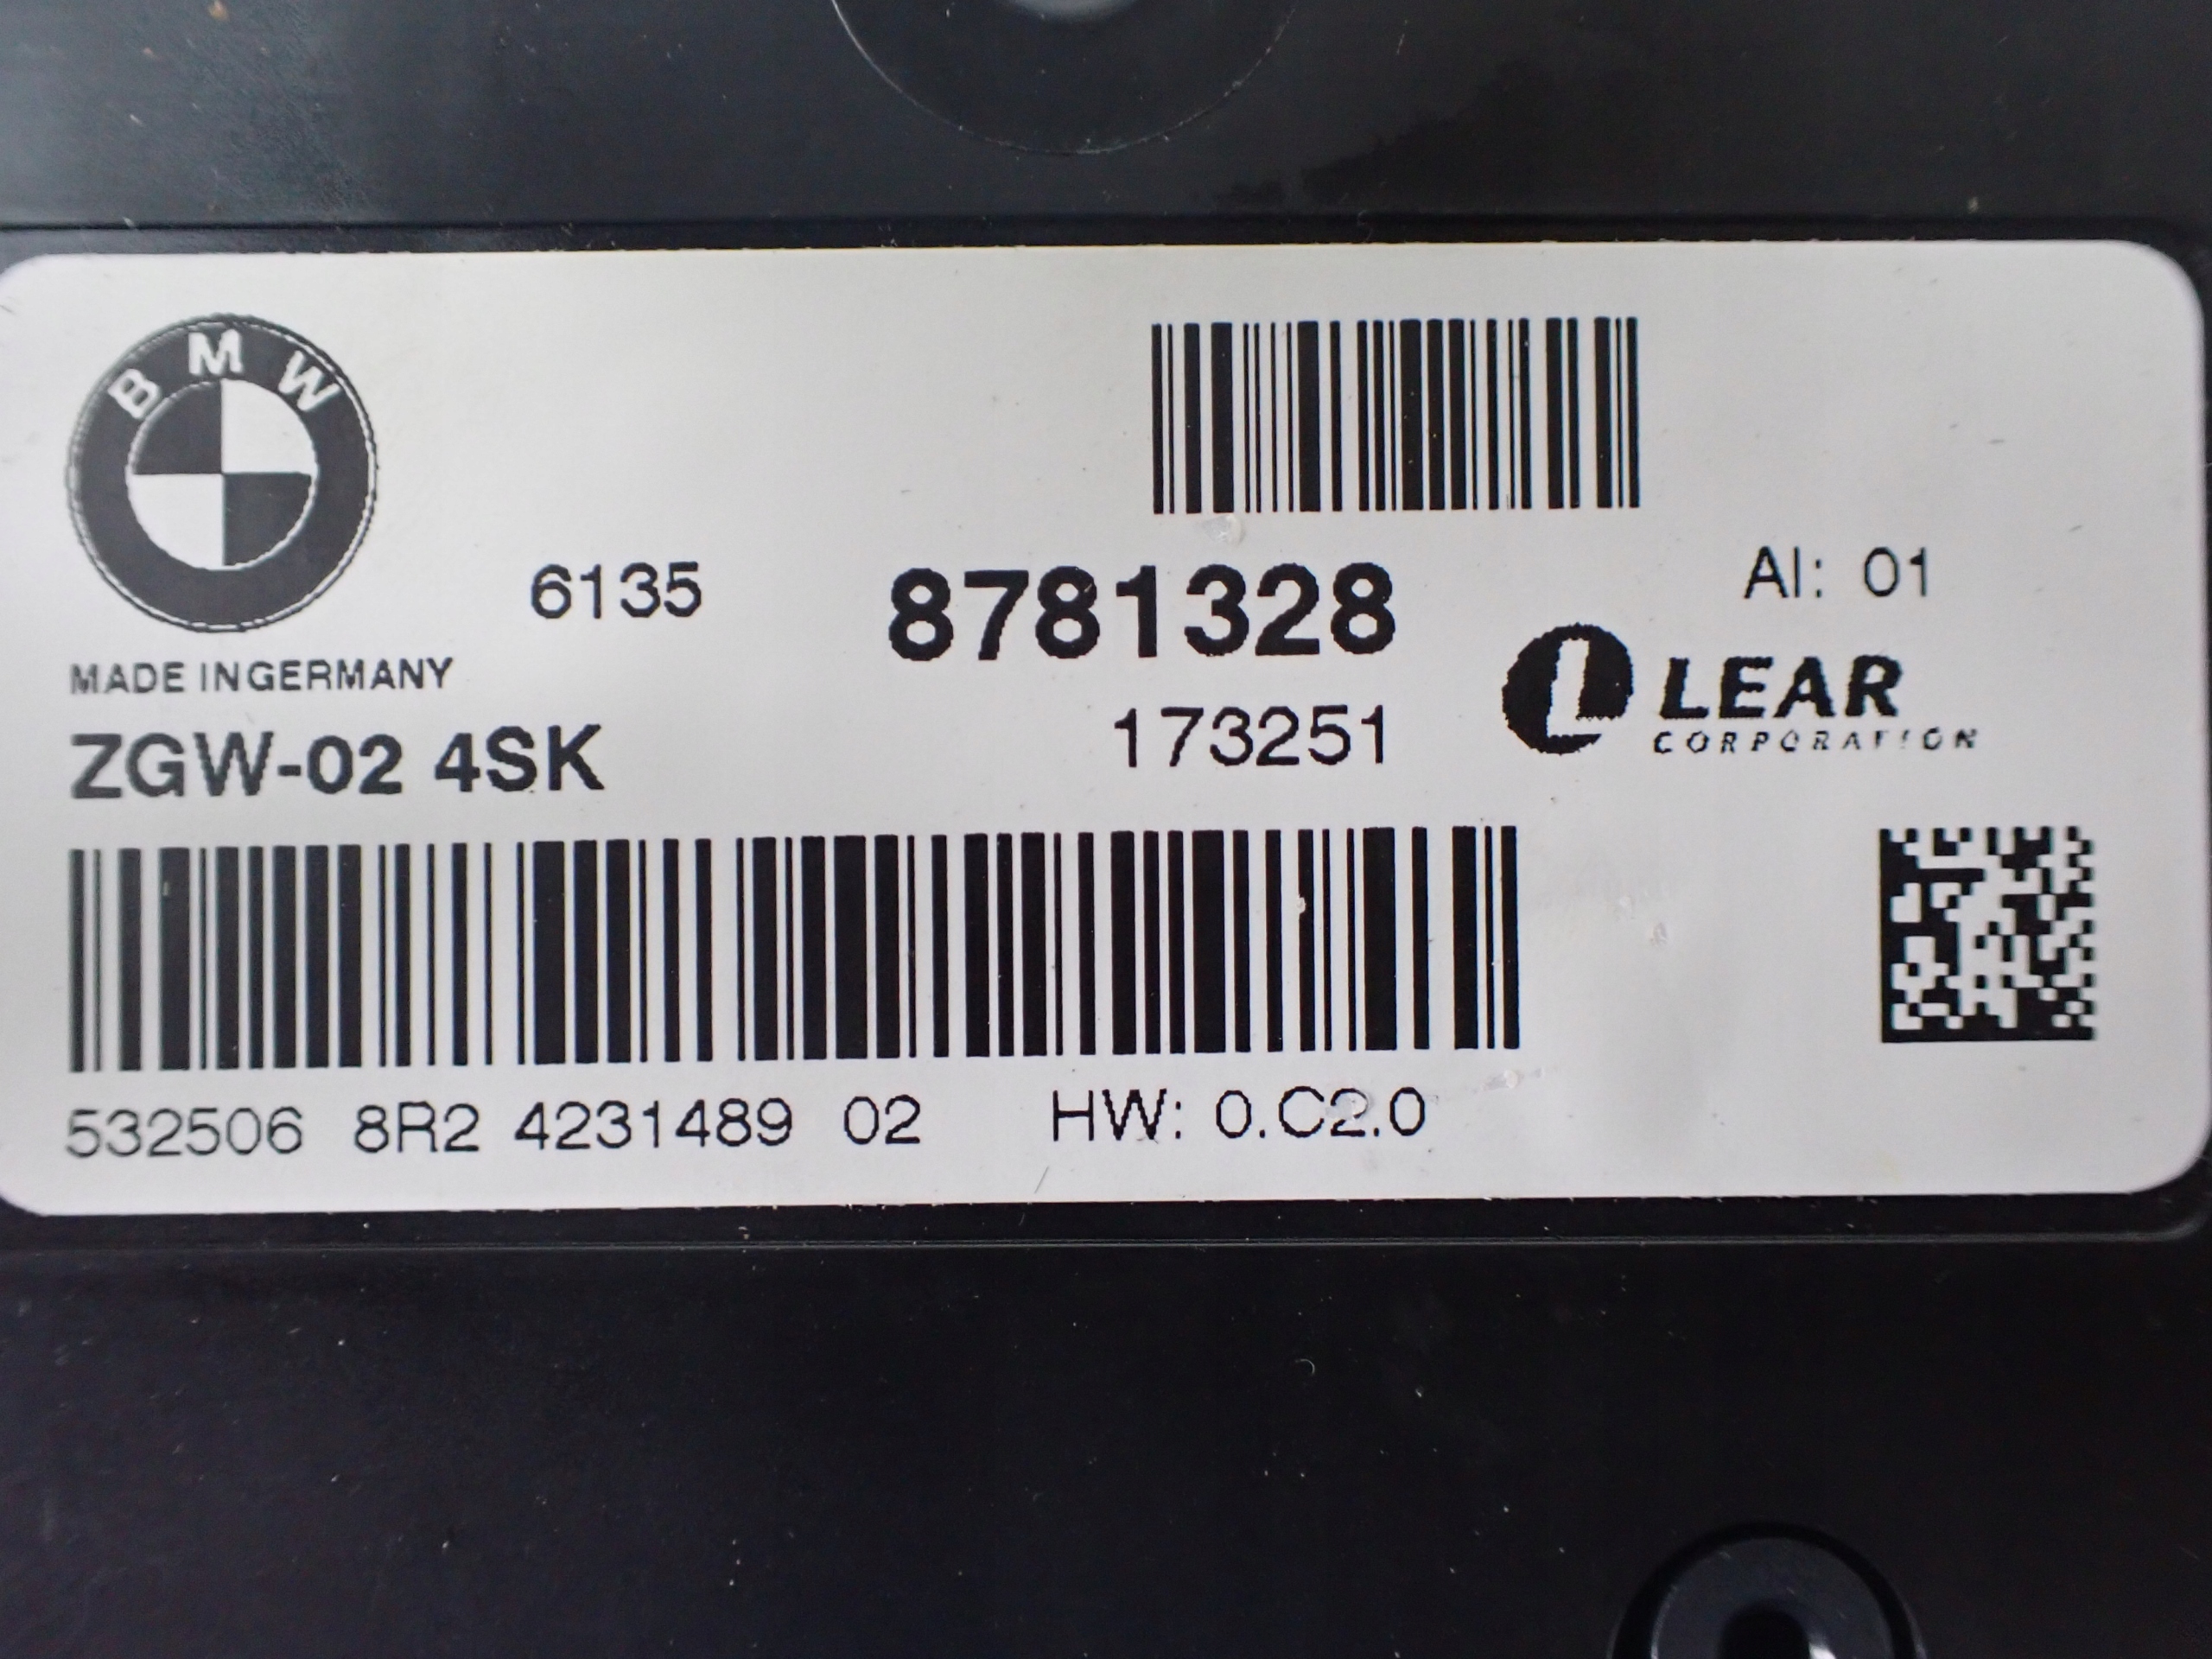 BMW
6135 8781328 AI: 01
MADE INGERMANY
LEAR
CORPORATION
ZGW-02 4SK 173251
532506 8R2 4231489 02 HW: 0.C2.0